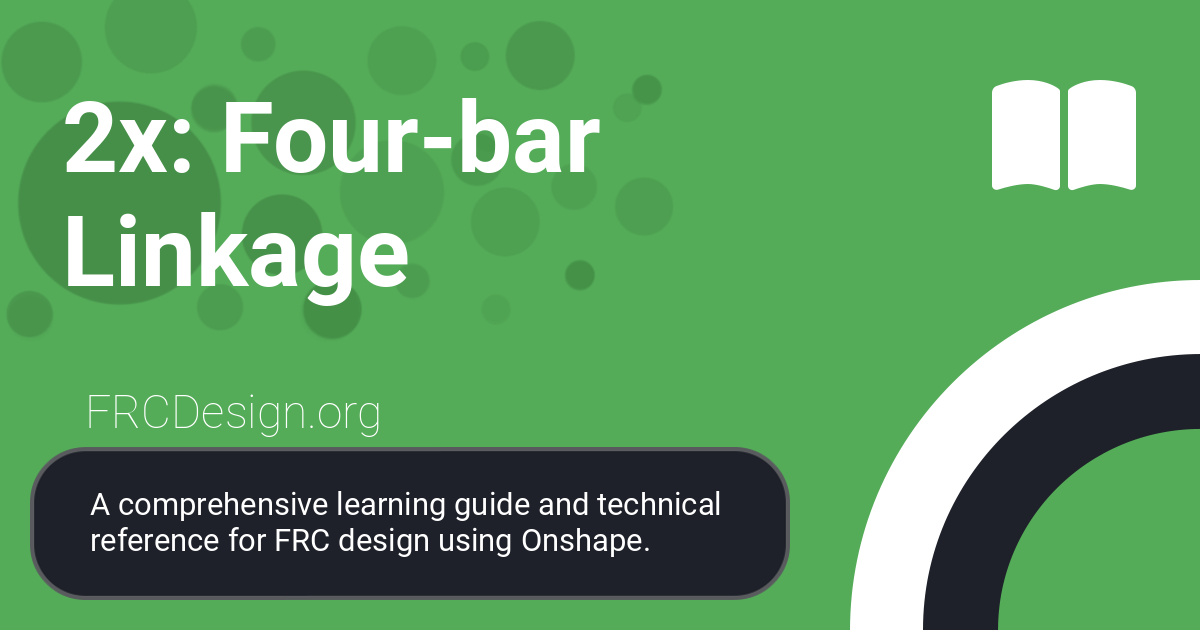 2x: Four-bar
Linkage
FRCDesign.org
A comprehensive learning guide and technical
reference for FRC design using Onshape.